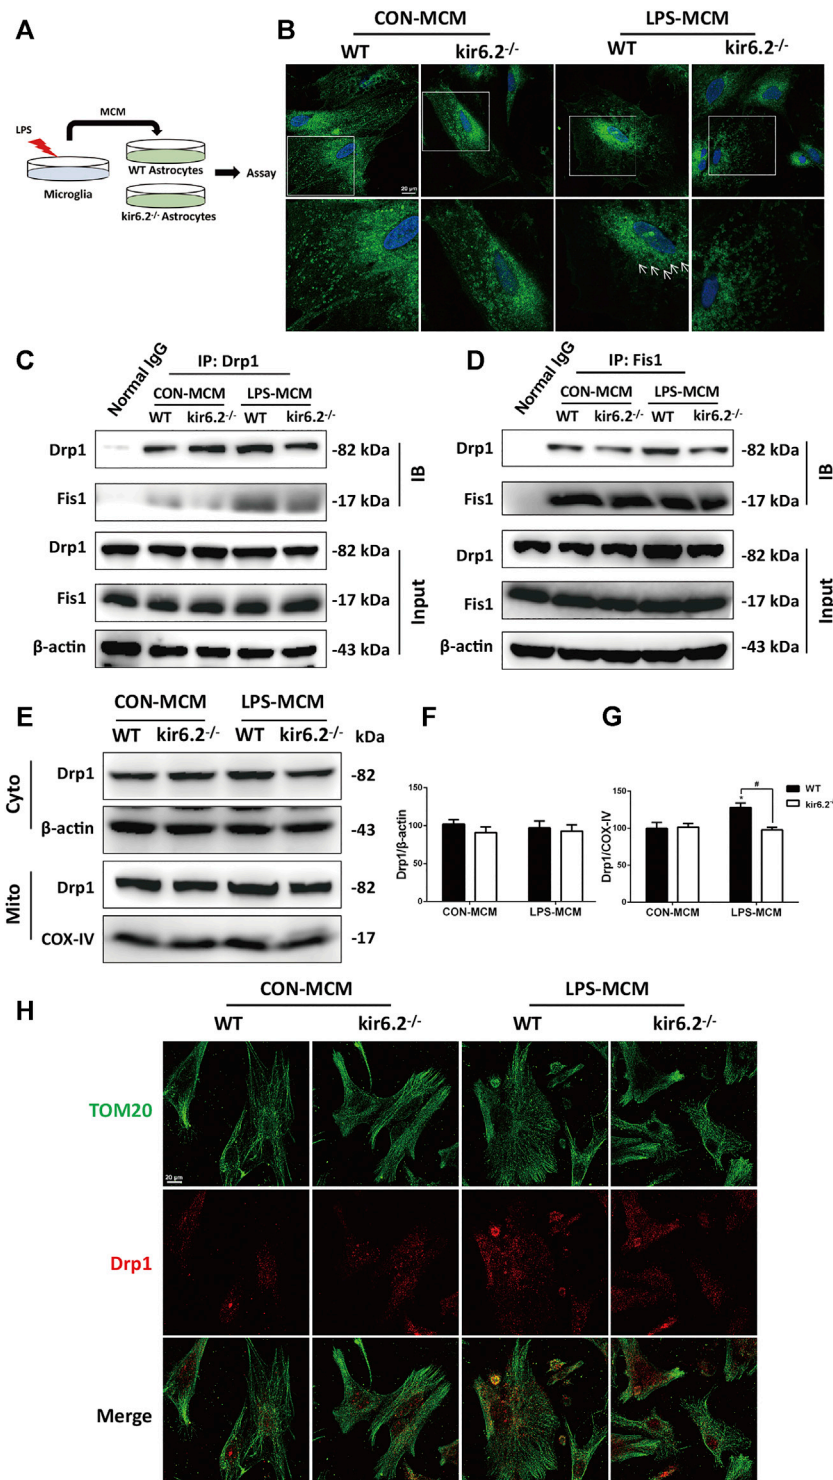 A
LPS
MCM
Microglia
WT Astrocytes
kir6.2-/- Astrocytes
Assay
B
CON-MCM
LPS-MCM
WT
kir6.2-/-
WT
kir6.2-/-
20 μm
C
Normal IgG
IP: Drp1
CON-MCM
LPS-MCM
WT
kir6.2-/-
WT
kir6.2-/-
Drp1
-82 kDa
Fis1
-17 kDa
IB
Drp1
-82 kDa
Fis1
-17 kDa
β-actin
-43 kDa
Input
D
Normal IgG
IP: Fis1
CON-MCM
LPS-MCM
WT
kir6.2-/-
WT
kir6.2-/-
Drp1
-82 kDa
Fis1
-17 kDa
IB
Drp1
-82 kDa
Fis1
-17 kDa
β-actin
-43 kDa
Input
E
CON-MCM
LPS-MCM
WT
kir6.2-/-
WT
kir6.2-/-
kDa
Cyto
Drp1
-82
β-actin
-43
Mito
Drp1
-82
COX-IV
-17
F
Drp1/β-actin
150
100
50
0
CON-MCM
LPS-MCM
G
Drp1/COX-IV
150
100
50
0
*
#
CON-MCM
LPS-MCM
WT
kir6.2-/
H
CON-MCM
LPS-MCM
WT
kir6.2-/-
WT
kir6.2-/-
TOM20
20 μm
Drp1
Merge